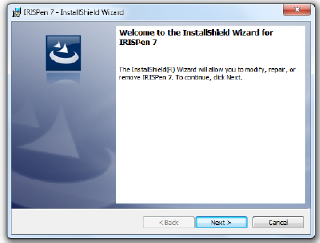 IRISPen 7 - InstallShield Wizard
Welcome to the InstallShield Wizard for
IRISPen 7
The InstallShield(R) Wizard will allow you to modify, repair, or
remove IRISPen 7. To continue, click Next.
< Back
Next >
Cancel